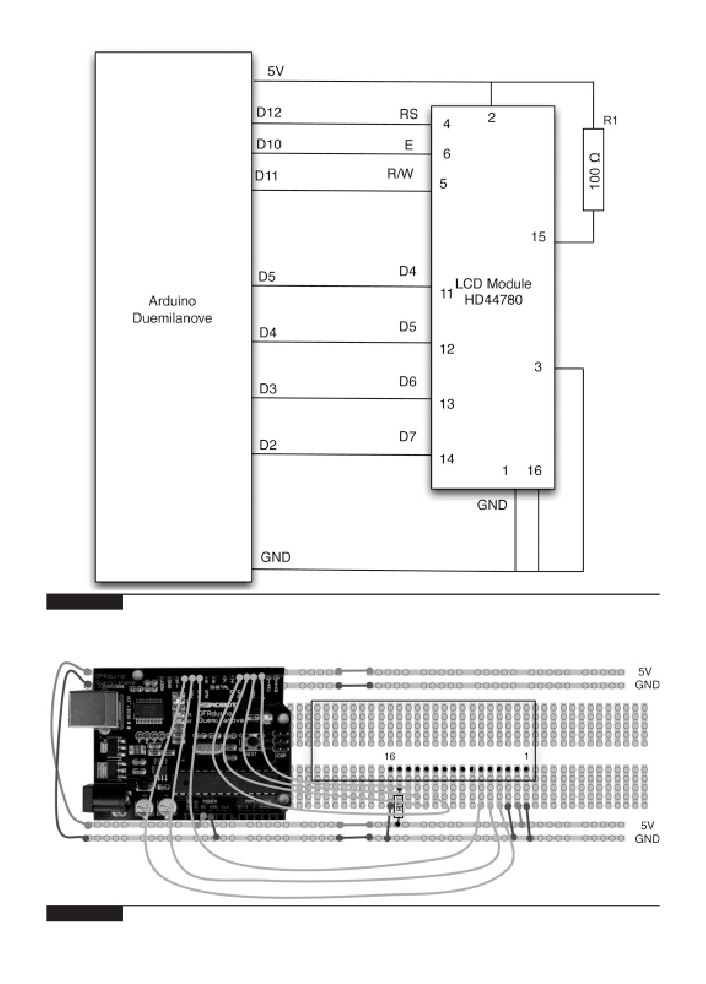 5V
D12 RS
4 2
R1
D10 E
6
D11 R/W
5
100 Ω
15
D5 D4
11
LCD Module
HD44780
Arduino
Duemilanove
D4 D5
12
3
D3 D6
13
D2 D7
14
1 16
GND
GND
5V
GND
Duemilanove
16 1
5V
GND